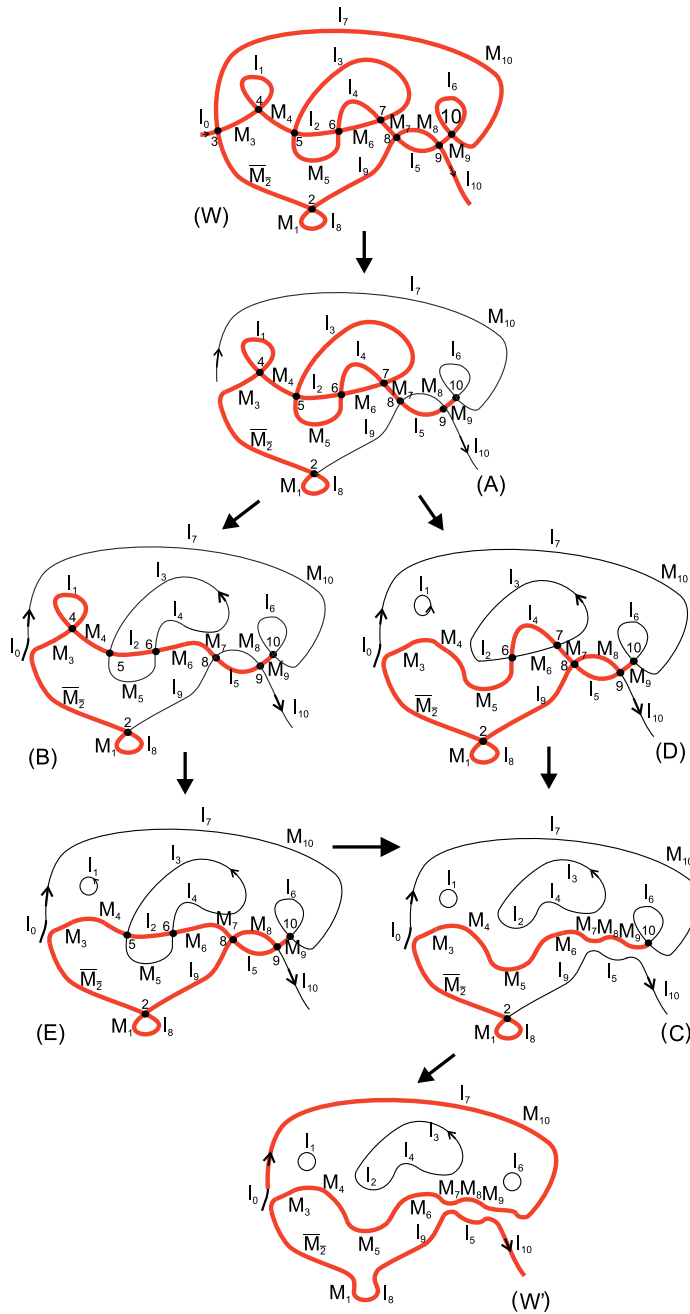 I₇
I₃ M₁₀
I₁ I₄ I₆
I₀ 4 M₄ 7 M₈ 10
3 M₃ 5 I₂ 6 M₆ 8 9 M₉
M₅ I₅
M̅₂̅ I₉ I₁₀
2
(W) M₁ I₈
I₇
I₃ M₁₀
I₁ I₄ I₆
4 M₄ I₂ 6 7 M₇ M₈ 10
M₃ 5 M₆ 8 9 M₉
M₅ I₅
M̅₂̅ I₉ I₁₀
2
M₁ I₈ (A)
I₇
I₃ M₁₀
I₁ I₄ I₆
4 M₄ I₂ 6 M₇ 10
I₀ M₃ 5 M₆ 8 9 M₉
M₅ I₅
M̅₂̅ I₉ I₁₀
2
(B) M₁ I₈
I₇
I₃ M₁₀
I₁ I₄ I₆
M₄ I₂ 6 7 M₇ M₈ 10
I₀ M₃ M₆ 8 9 M₉
M₅ I₅
M̅₂̅ I₉ I₁₀
2
M₁ I₈ (D)
I₇
I₃ M₁₀
I₁ I₄ I₆
M₄ I₂ 6 M₇ M₈ 10
I₀ M₃ 5 M₆ 8 9 M₉
M₅ I₅
M̅₂̅ I₉ I₁₀
2
(E) M₁ I₈
I₇
I₃ M₁₀
I₁ I₄ I₆
M₄ I₂ M₇ M₈ M₉ 10
I₀ M₃ M₆
M₅ I₅
M̅₂̅ I₉ I₁₀
2
M₁ I₈ (C)
I₇
M₁₀
I₁ I₃ I₆
M₄ I₂ I₄ M₇ M₈ M₉
I₀ M₃ M₆
M₅ I₅
M̅₂̅ I₉ I₁₀
M₁ I₈ (W')